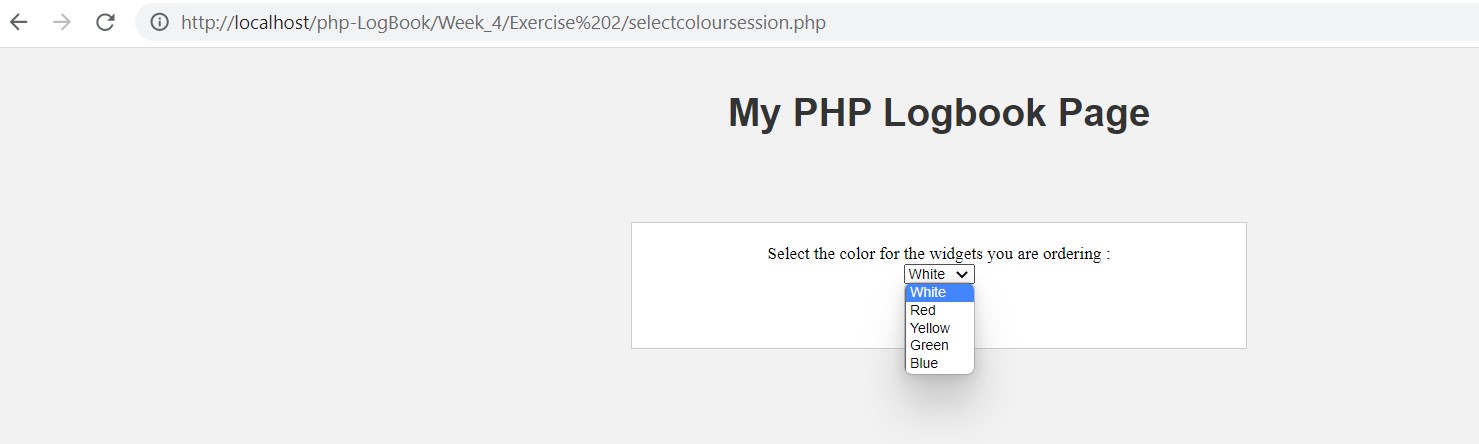 http://localhost/php-LogBook/Week_4/Exercise%202/selectcoloursession.php
My PHP Logbook Page
Select the color for the widgets you are ordering :
White
White
Red
Yellow
Green
Blue